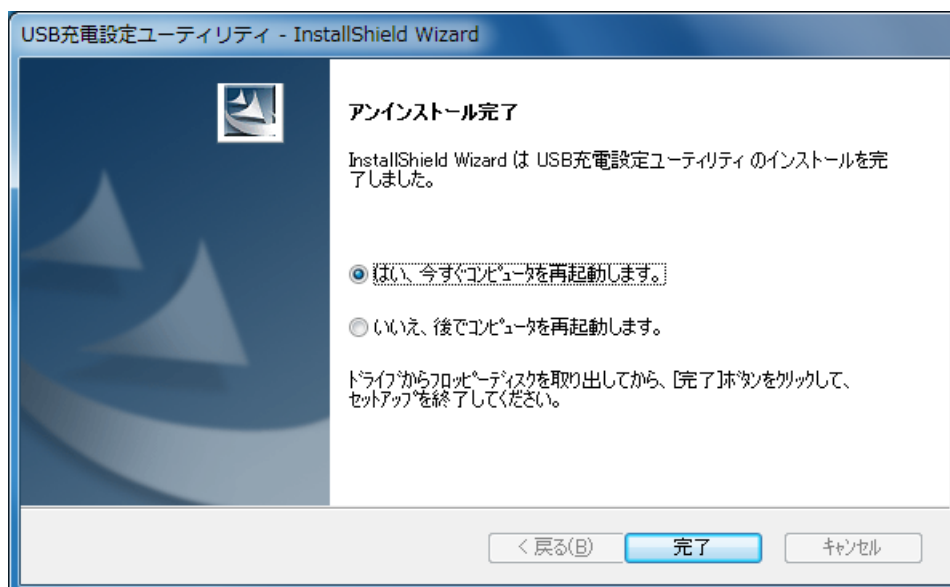 USB充電設定ユーティリティ - InstallShield Wizard
アンインストール完了
InstallShield Wizard は USB充電設定ユーティリティ のインストールを完
了しました。
はい、今すぐｺﾝﾋﾟｭｰﾀを再起動します。
いいえ、後でｺﾝﾋﾟｭｰﾀを再起動します。
ﾄﾞﾗｲﾌﾞからﾌﾛｯﾋﾟｰﾃﾞｨｽｸを取り出してから、[完了]ﾎﾞﾀﾝをｸﾘｯｸして、
ｾｯﾄｱｯﾌﾟを終了してください。
< 戻る(B)
完了
ｷｬﾝｾﾙ